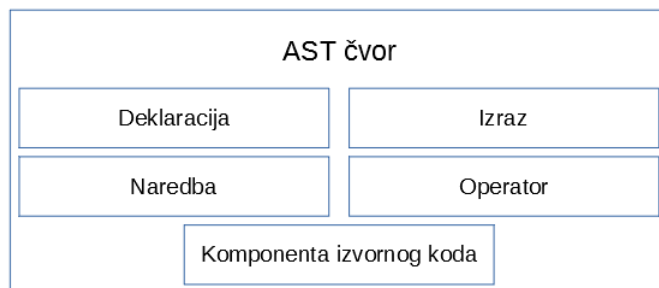 AST čvor
Deklaracija
Izraz
Naredba
Operator
Komponenta izvornog koda